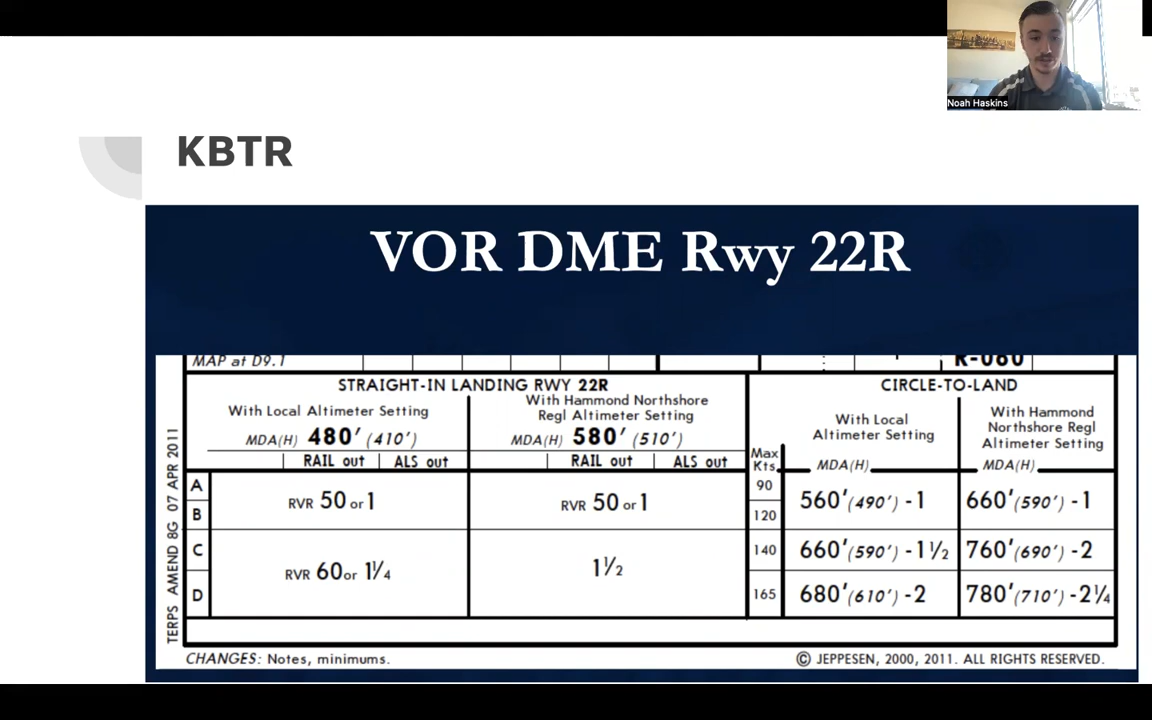 Noah Haskins
KBTR
VOR DME Rwy 22R
MAP at D9.1
R-060
STRAIGHT-IN LANDING RWY 22R
CIRCLE-TO-LAND
With Local Altimeter Setting
MDA(H) 480' (410')
RAIL out
ALS out
With Hammond Northshore
Regl Altimeter Setting
MDA(H) 580' (510')
RAIL out
ALS out
Max
Kts.
With Local
Altimeter Setting
MDA(H)
With Hammond
Northshore Regl
Altimeter Setting
MDA(H)
A
B
RVR 50 or 1
RVR 50 or 1
90
120
560' (490') -1
660' (590') -1
C
D
RVR 60 or 1¼
1½
140
660' (590') -1½
760' (690') -2
165
680' (610') -2
780' (710') -2¼
TERPS AMEND 8G 07 APR 2011
CHANGES: Notes, minimums.
© JEPPESEN, 2000, 2011. ALL RIGHTS RESERVED.